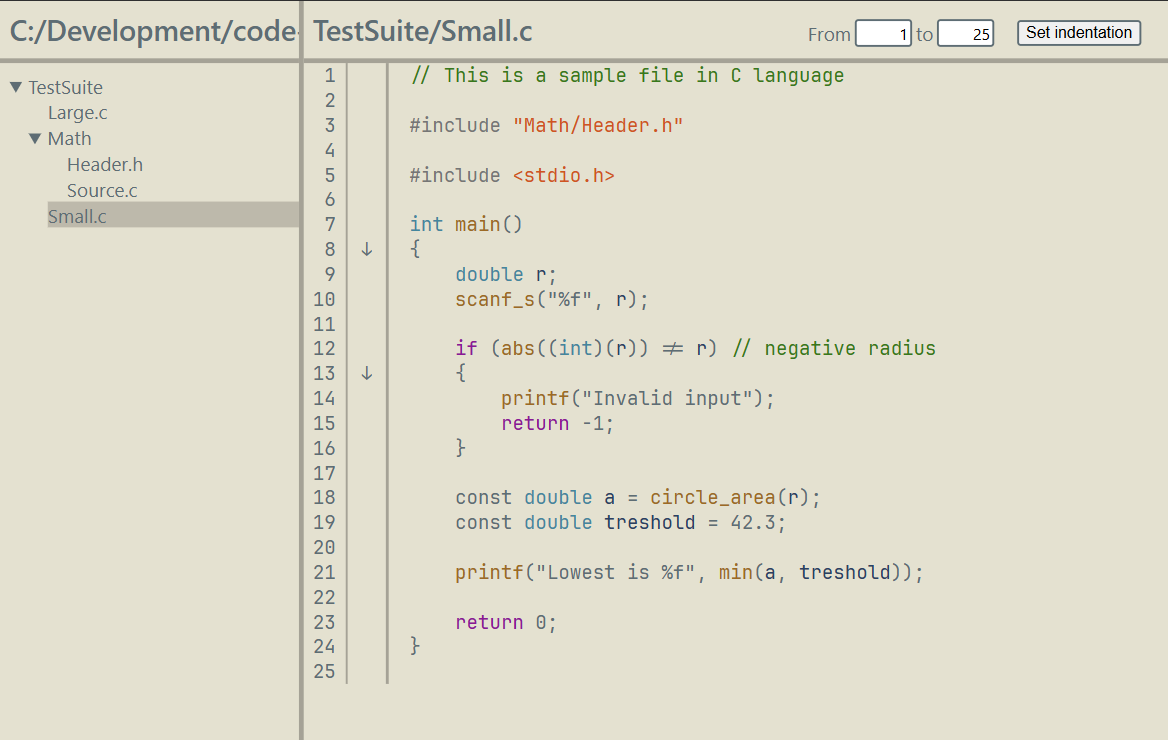 C:/Development/code-
TestSuite/Small.c
From 1 to 25 Set indentation
TestSuite
Large.c
Math
Header.h
Source.c
Small.c
1 // This is a sample file in C language
2
3 #include "Math/Header.h"
4
5 #include <stdio.h>
6
7 int main()
8 ↓ {
9 double r;
10 scanf_s("%f", r);
11
12 if (abs((int)(r)) ≠ r) // negative radius
13 ↓ {
14 printf("Invalid input");
15 return -1;
16 }
17
18 const double a = circle_area(r);
19 const double treshold = 42.3;
20
21 printf("Lowest is %f", min(a, treshold));
22
23 return 0;
24 }
25